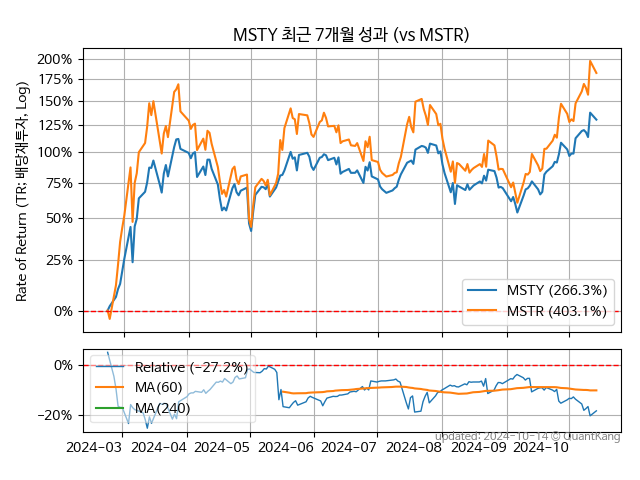 MSTY 최근 7개월 성과 (vs MSTR)
Rate of Return (TR: 배당재투자, Log)
200%
175%
150%
125%
100%
75%
50%
25%
0%
MSTY (266.3%)
MSTR (403.1%)
0%
−20%
Relative (−27.2%)
MA(60)
MA(240)
2024-03 2024-04 2024-05 2024-06 2024-07 2024-08 2024-09 2024-10
updated: 2024-10-14 © QuantKang